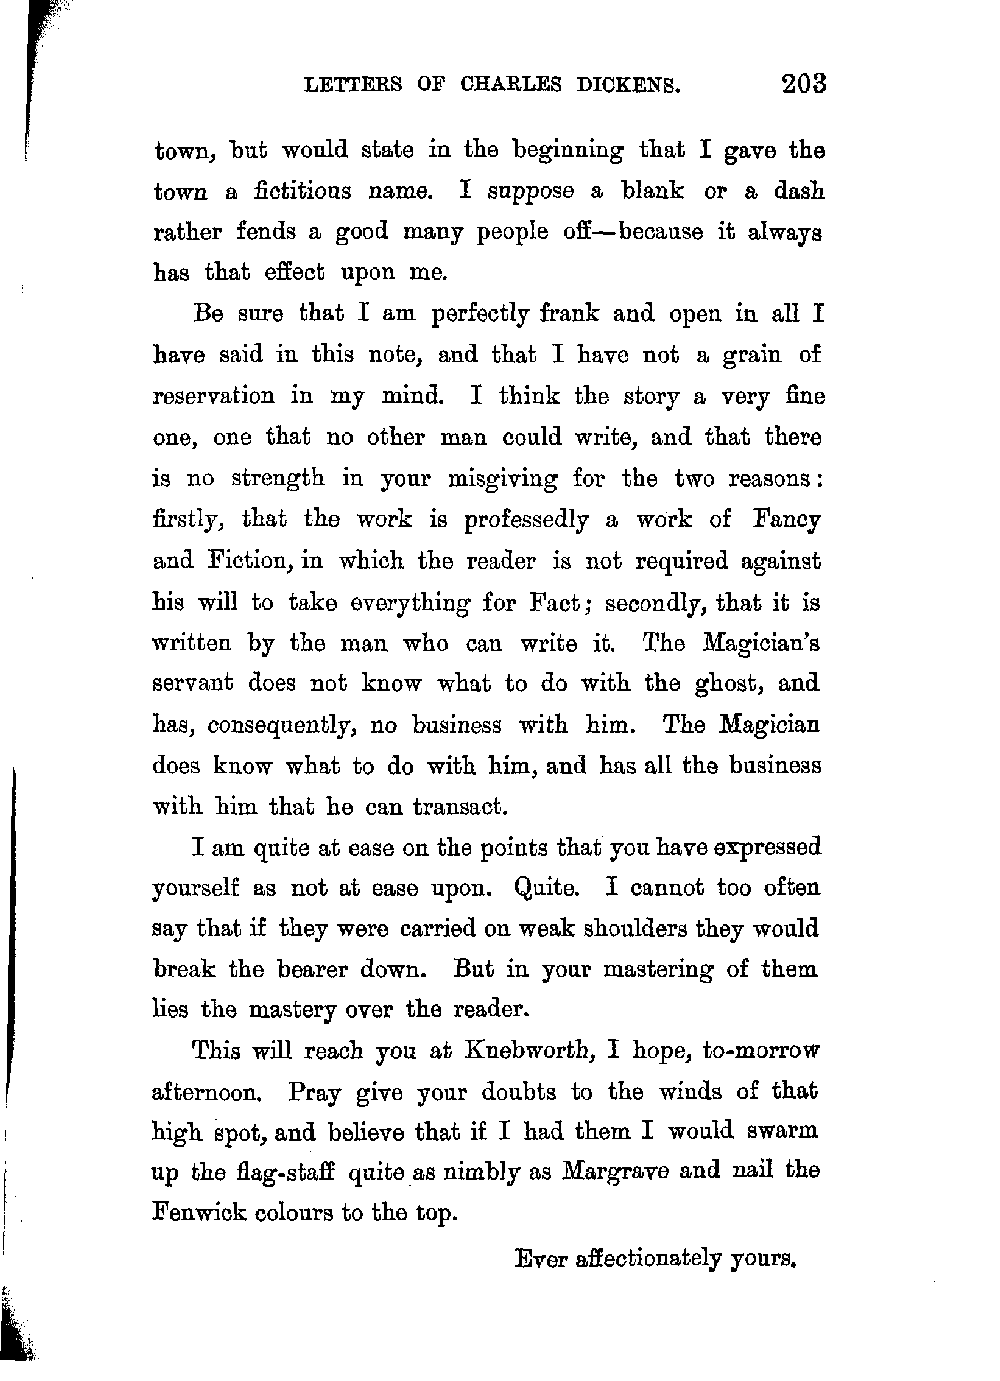 LETTERS OF CHARLES DICKENS. 203
town, but would state in the beginning that I gave the
town a fictitious name. I suppose a blank or a dash
rather fends a good many people off—because it always
has that effect upon me.
Be sure that I am perfectly frank and open in all I
have said in this note, and that I have not a grain of
reservation in my mind. I think the story a very fine
one, one that no other man could write, and that there
is no strength in your misgiving for the two reasons:
firstly, that the work is professedly a work of Fancy
and Fiction, in which the reader is not required against
his will to take everything for Fact; secondly, that it is
written by the man who can write it. The Magician's
servant does not know what to do with the ghost, and
has, consequently, no business with him. The Magician
does know what to do with him, and has all the business
with him that he can transact.
I am quite at ease on the points that you have expressed
yourself as not at ease upon. Quite. I cannot too often
say that if they were carried on weak shoulders they would
break the bearer down. But in your mastering of them
lies the mastery over the reader.
This will reach you at Knebworth, I hope, to-morrow
afternoon. Pray give your doubts to the winds of that
high spot, and believe that if I had them I would swarm
up the flag-staff quite as nimbly as Margrave and nail the
Fenwick colours to the top.
Ever affectionately yours.